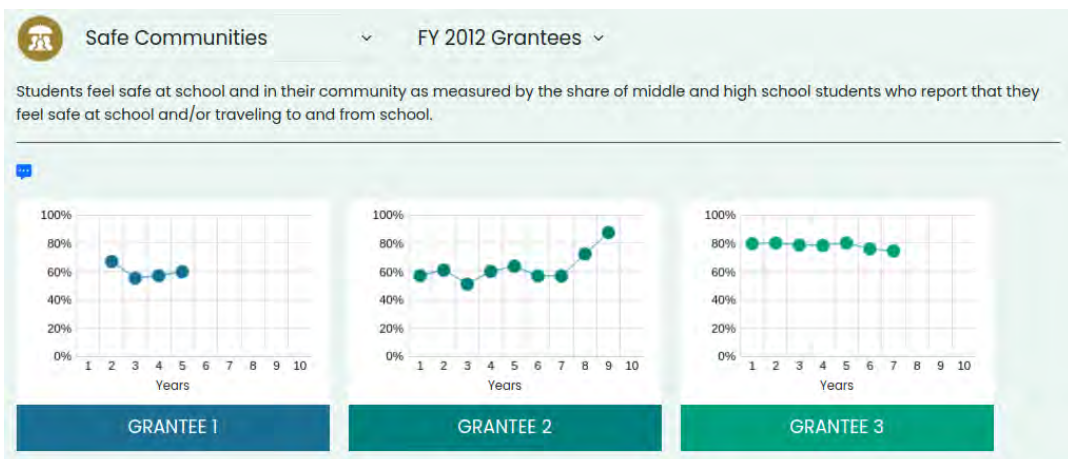 Safe Communities FY 2012 Grantees
Students feel safe at school and in their community as measured by the share of middle and high school students who report that they
feel safe at school and/or traveling to and from school.
100% 100% 100%
80% 80% 80%
60% 60% 60%
40% 40% 40%
20% 20% 20%
0% 0% 0%
1 2 3 4 5 6 7 8 9 10 1 2 3 4 5 6 7 8 9 10 1 2 3 4 5 6 7 8 9 10
Years Years Years
GRANTEE 1 GRANTEE 2 GRANTEE 3